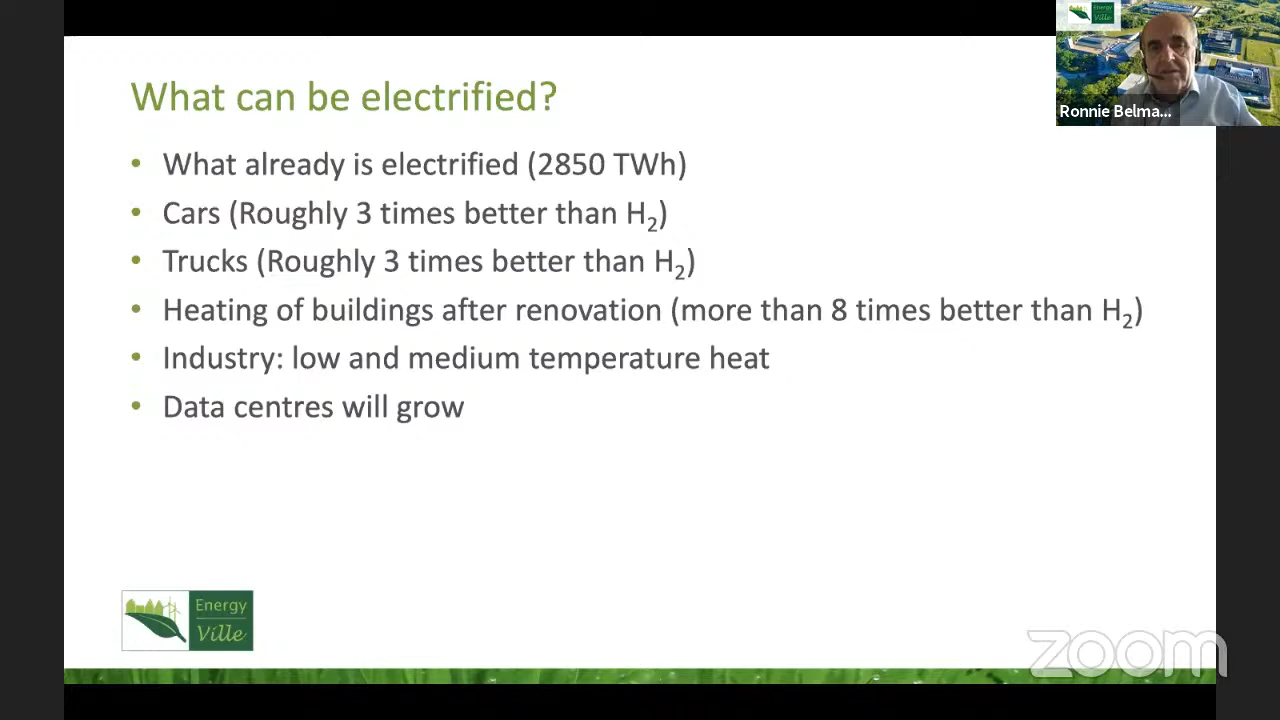 Energy
Ville
Ronnie Belma...
What can be electrified?
• What already is electrified (2850 TWh)
• Cars (Roughly 3 times better than H₂)
• Trucks (Roughly 3 times better than H₂)
• Heating of buildings after renovation (more than 8 times better than H₂)
• Industry: low and medium temperature heat
• Data centres will grow
Energy
Ville
zoom